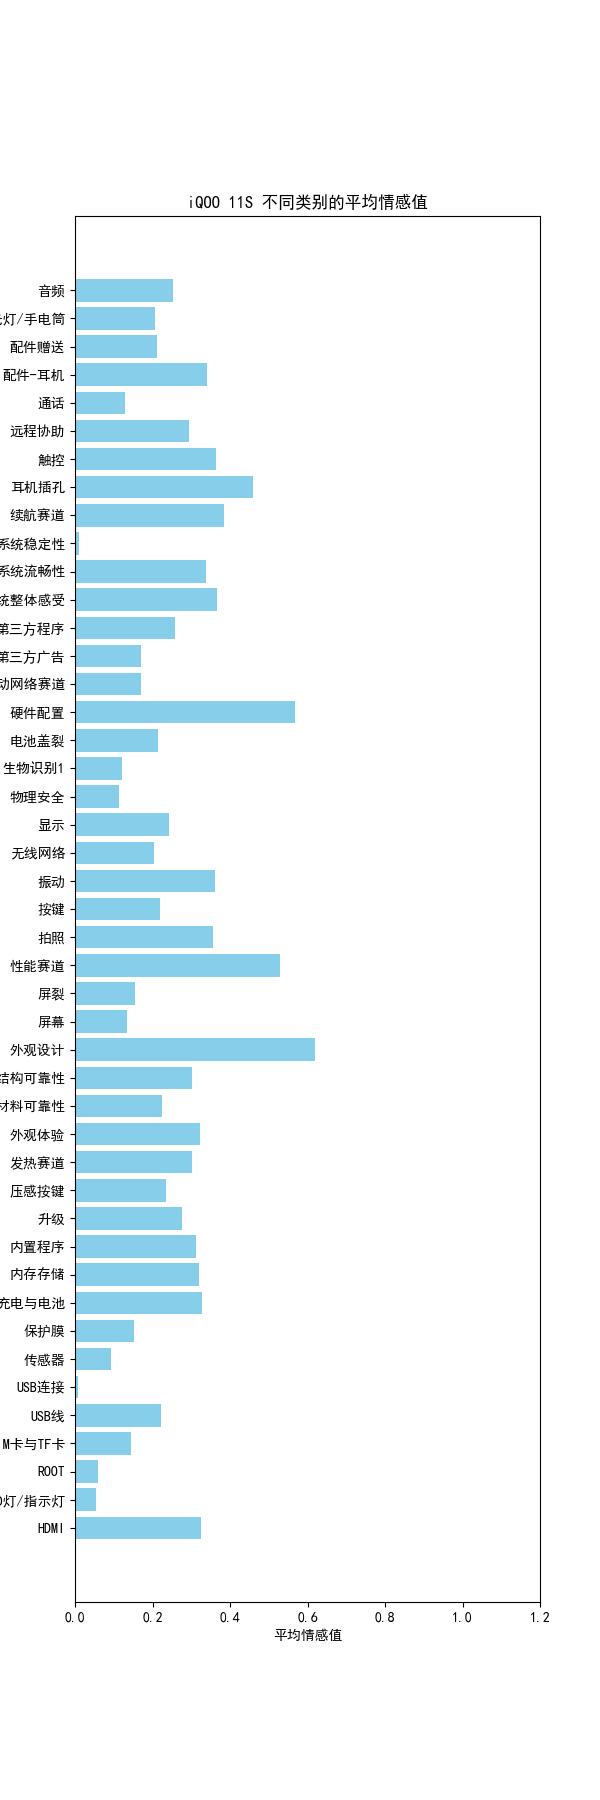 iQOO 11S 不同类别的平均情感值
音频
灯/手电筒
配件赠送
配件-耳机
通话
远程协助
触控
耳机插孔
续航赛道
系统稳定性
系统流畅性
统整体感受
第三方程序
第三方广告
动网络赛道
硬件配置
电池盖裂
生物识别1
物理安全
显示
无线网络
振动
按键
拍照
性能赛道
屏裂
屏幕
外观设计
结构可靠性
材料可靠性
外观体验
发热赛道
压感按键
升级
内置程序
内存存储
充电与电池
保护膜
传感器
USB连接
USB线
M卡与TF卡
ROOT
D灯/指示灯
HDMI
0.0 0.2 0.4 0.6 0.8 1.0 1.2
平均情感值